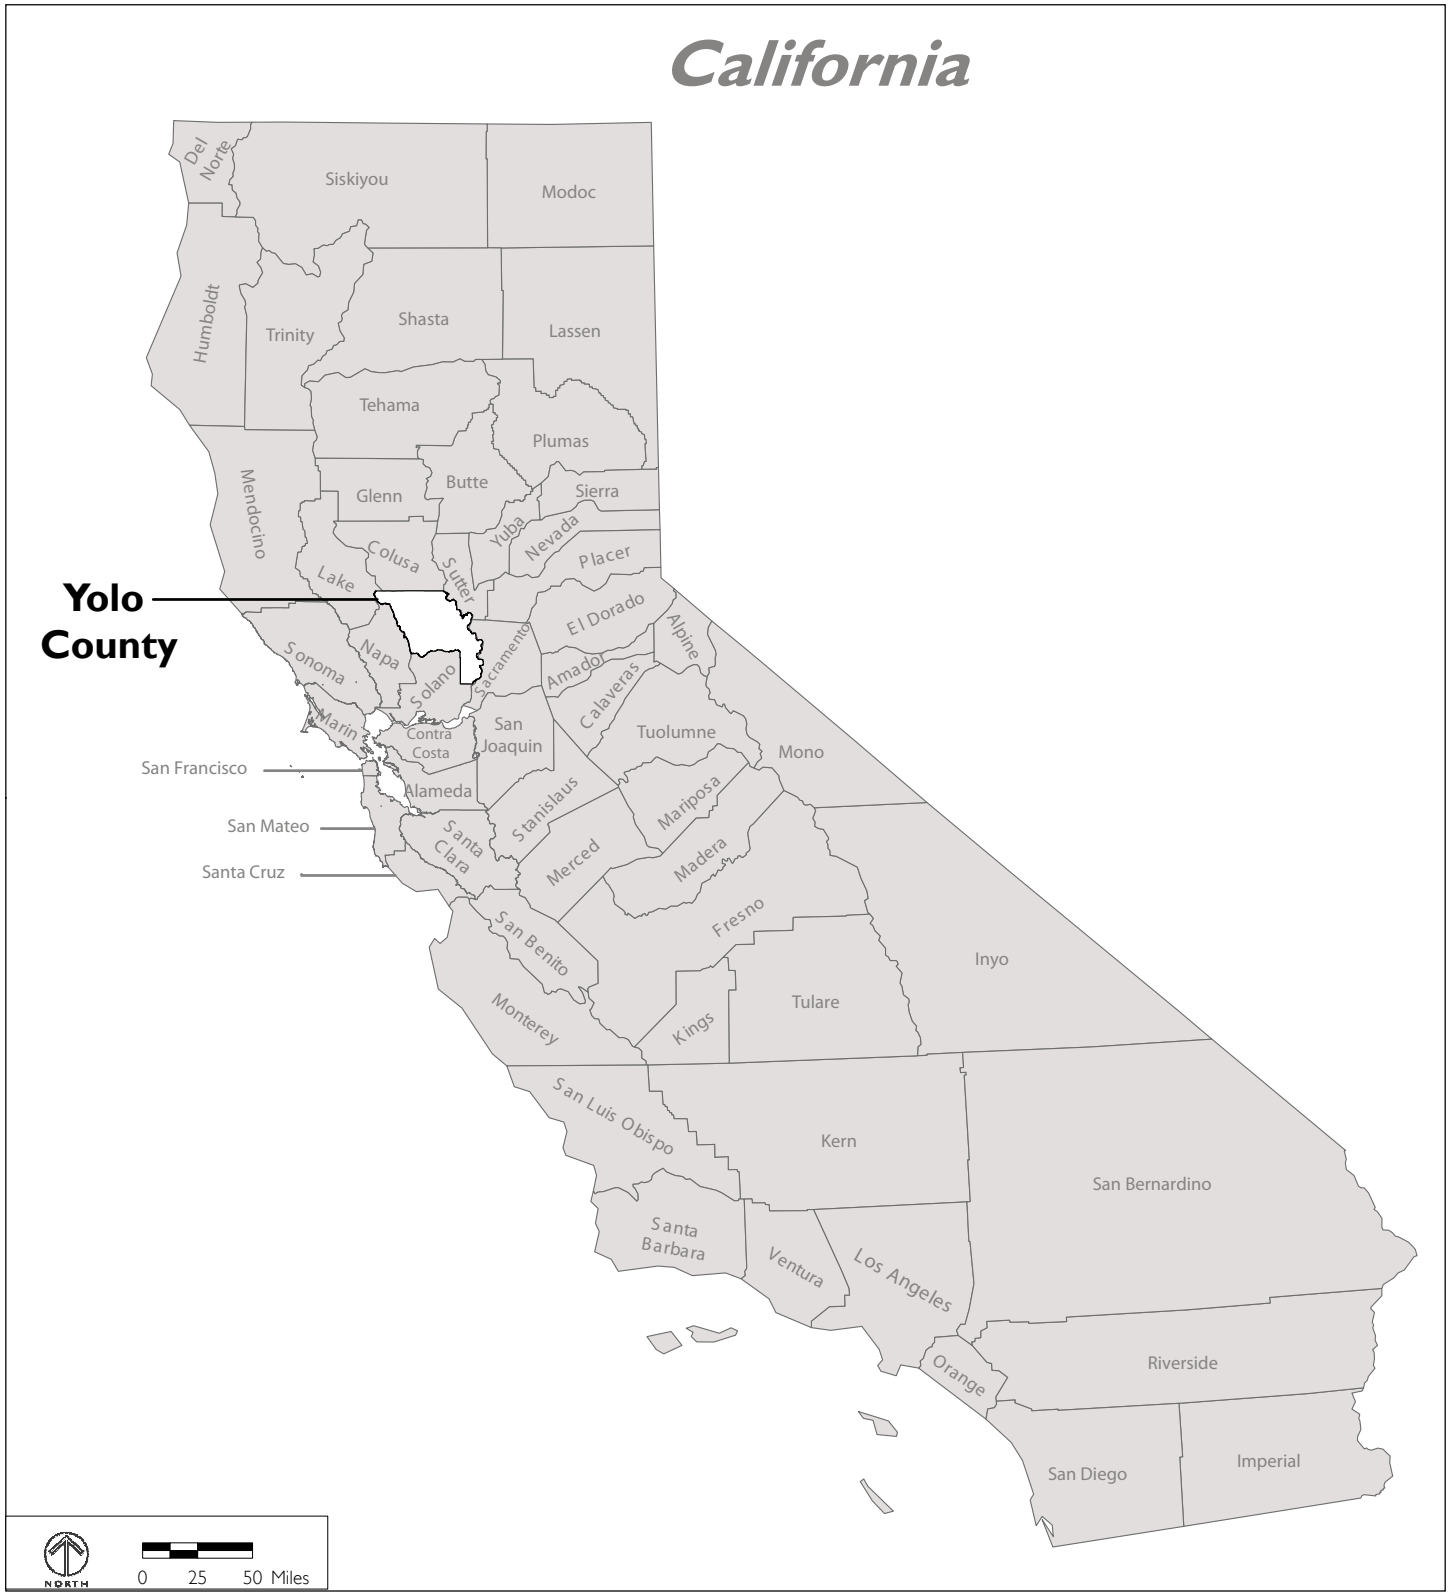 California
Del
Norte
Siskiyou
Modoc
Humboldt
Trinity
Shasta
Lassen
Tehama
Plumas
Mendocino
Glenn
Butte
Sierra
Yuba
Nevada
Colusa
Sutter
Placer
Lake
Yolo
County
El Dorado
Alpine
Sonoma
Napa
Sacramento
Solano
Amador
Calaveras
Marin
Contra
Costa
San
Joaquin
Tuolumne
Mono
San Francisco
Alameda
Stanislaus
Mariposa
San Mateo
Santa
Clara
Merced
Madera
Santa Cruz
Fresno
San Benito
Inyo
Monterey
Kings
Tulare
San Luis Obispo
Kern
San Bernardino
Santa
Barbara
Ventura
Los Angeles
Orange
Riverside
San Diego
Imperial
NORTH
0 25 50 Miles